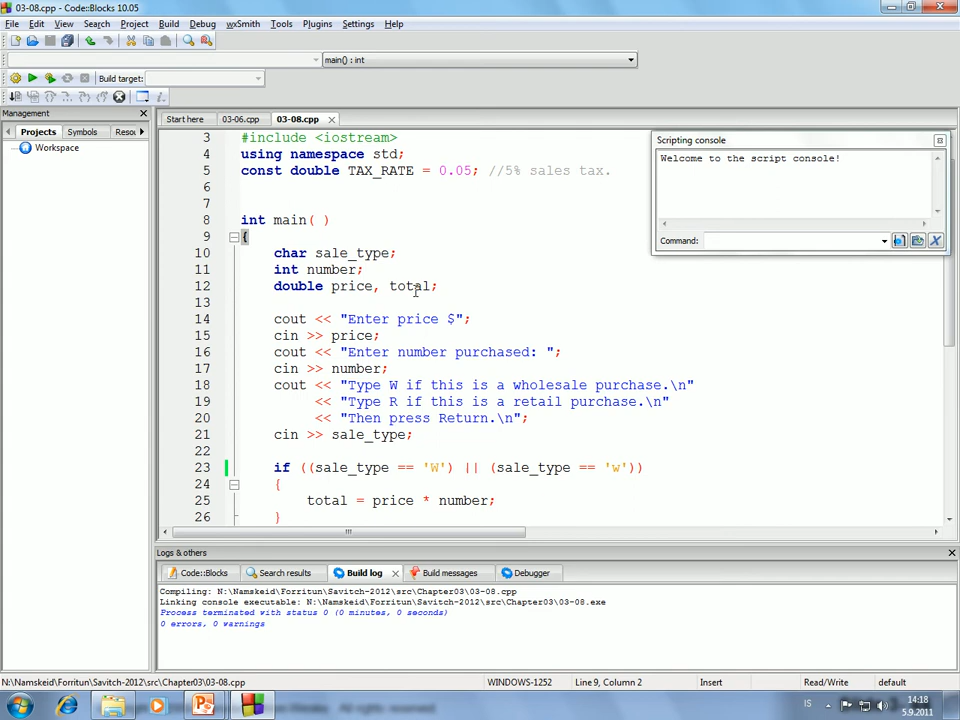 03-08.cpp - Code::Blocks 10.05
File Edit View Search Project Build Debug wxSmith Tools Plugins Settings Help
main() : int
Build target:
Management
Projects Symbols Resou
Workspace
Start here 03-06.cpp 03-08.cpp
3 #include <iostream>
4 using namespace std;
5 const double TAX_RATE = 0.05; //5% sales tax.
6
7
8 int main( )
9 {
10 char sale_type;
11 int number;
12 double price, total;
13
14 cout << "Enter price $";
15 cin >> price;
16 cout << "Enter number purchased: ";
17 cin >> number;
18 cout << "Type W if this is a wholesale purchase.\n"
19 << "Type R if this is a retail purchase.\n"
20 << "Then press Return.\n";
21 cin >> sale_type;
22
23 if ((sale_type == 'W') || (sale_type == 'w'))
24 {
25 total = price * number;
26 }
Scripting console
Welcome to the script console!
Command:
Logs & others
Code::Blocks Search results Build log Build messages Debugger
Compiling: N:\Namskeid\Forritun\Savitch-2012\src\Chapter03\03-08.cpp
Linking console executable: N:\Namskeid\Forritun\Savitch-2012\src\Chapter03\03-08.exe
Process terminated with status 0 (0 minutes, 0 seconds)
0 errors, 0 warnings
N:\Namskeid\Forritun\Savitch-2012\src\Chapter03\03-08.cpp WINDOWS-1252 Line 9, Column 2 Insert Read/Write default
IS 14:18
5.9.2011